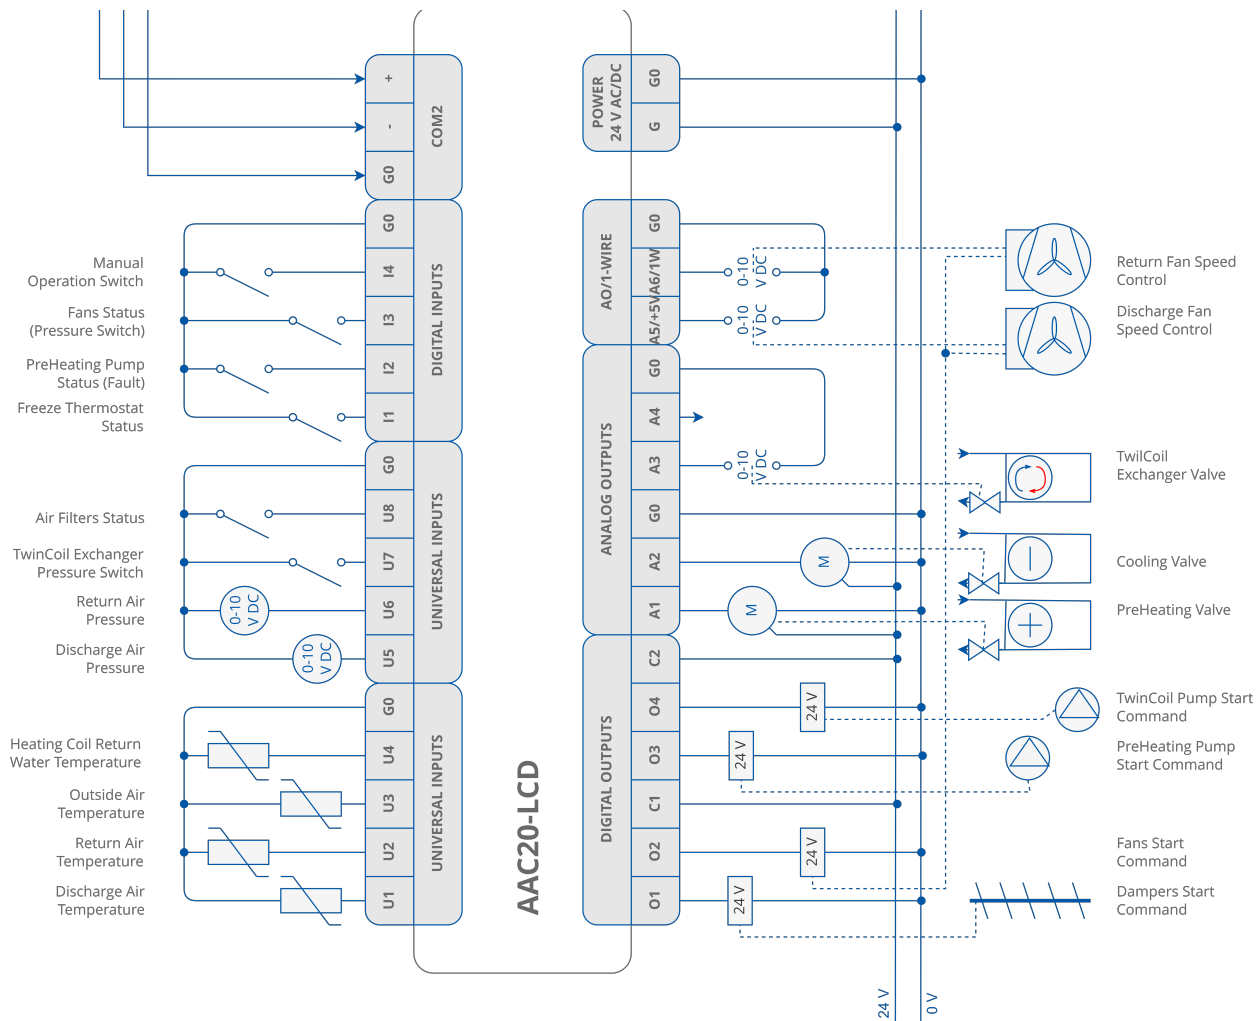 +
-
G0
COM2
POWER
24 V AC/DC
G0
G
G0
I4
I3
I2
I1
DIGITAL INPUTS
Manual
Operation Switch
Fans Status
(Pressure Switch)
PreHeating Pump
Status (Fault)
Freeze Thermostat
Status
G0
U8
U7
U6
U5
UNIVERSAL INPUTS
Air Filters Status
TwinCoil Exchanger
Pressure Switch
Return Air
Pressure
0-10
V DC
Discharge Air
Pressure
0-10
V DC
G0
U4
U3
U2
U1
UNIVERSAL INPUTS
Heating Coil Return
Water Temperature
Outside Air
Temperature
Return Air
Temperature
Discharge Air
Temperature
AAC20-LCD
AO/1-WIRE
G0
A6/1W
A5/+5V
0-10
V DC
0-10
V DC
ANALOG OUTPUTS
G0
A4
A3
G0
A2
A1
0-10
V DC
M
M
DIGITAL OUTPUTS
C2
O4
O3
C1
O2
O1
24 V
24 V
24 V
24 V
Return Fan Speed
Control
Discharge Fan
Speed Control
TwilCoil
Exchanger Valve
Cooling Valve
PreHeating Valve
TwinCoil Pump Start
Command
PreHeating Pump
Start Command
Fans Start
Command
Dampers Start
Command
24 V
0 V